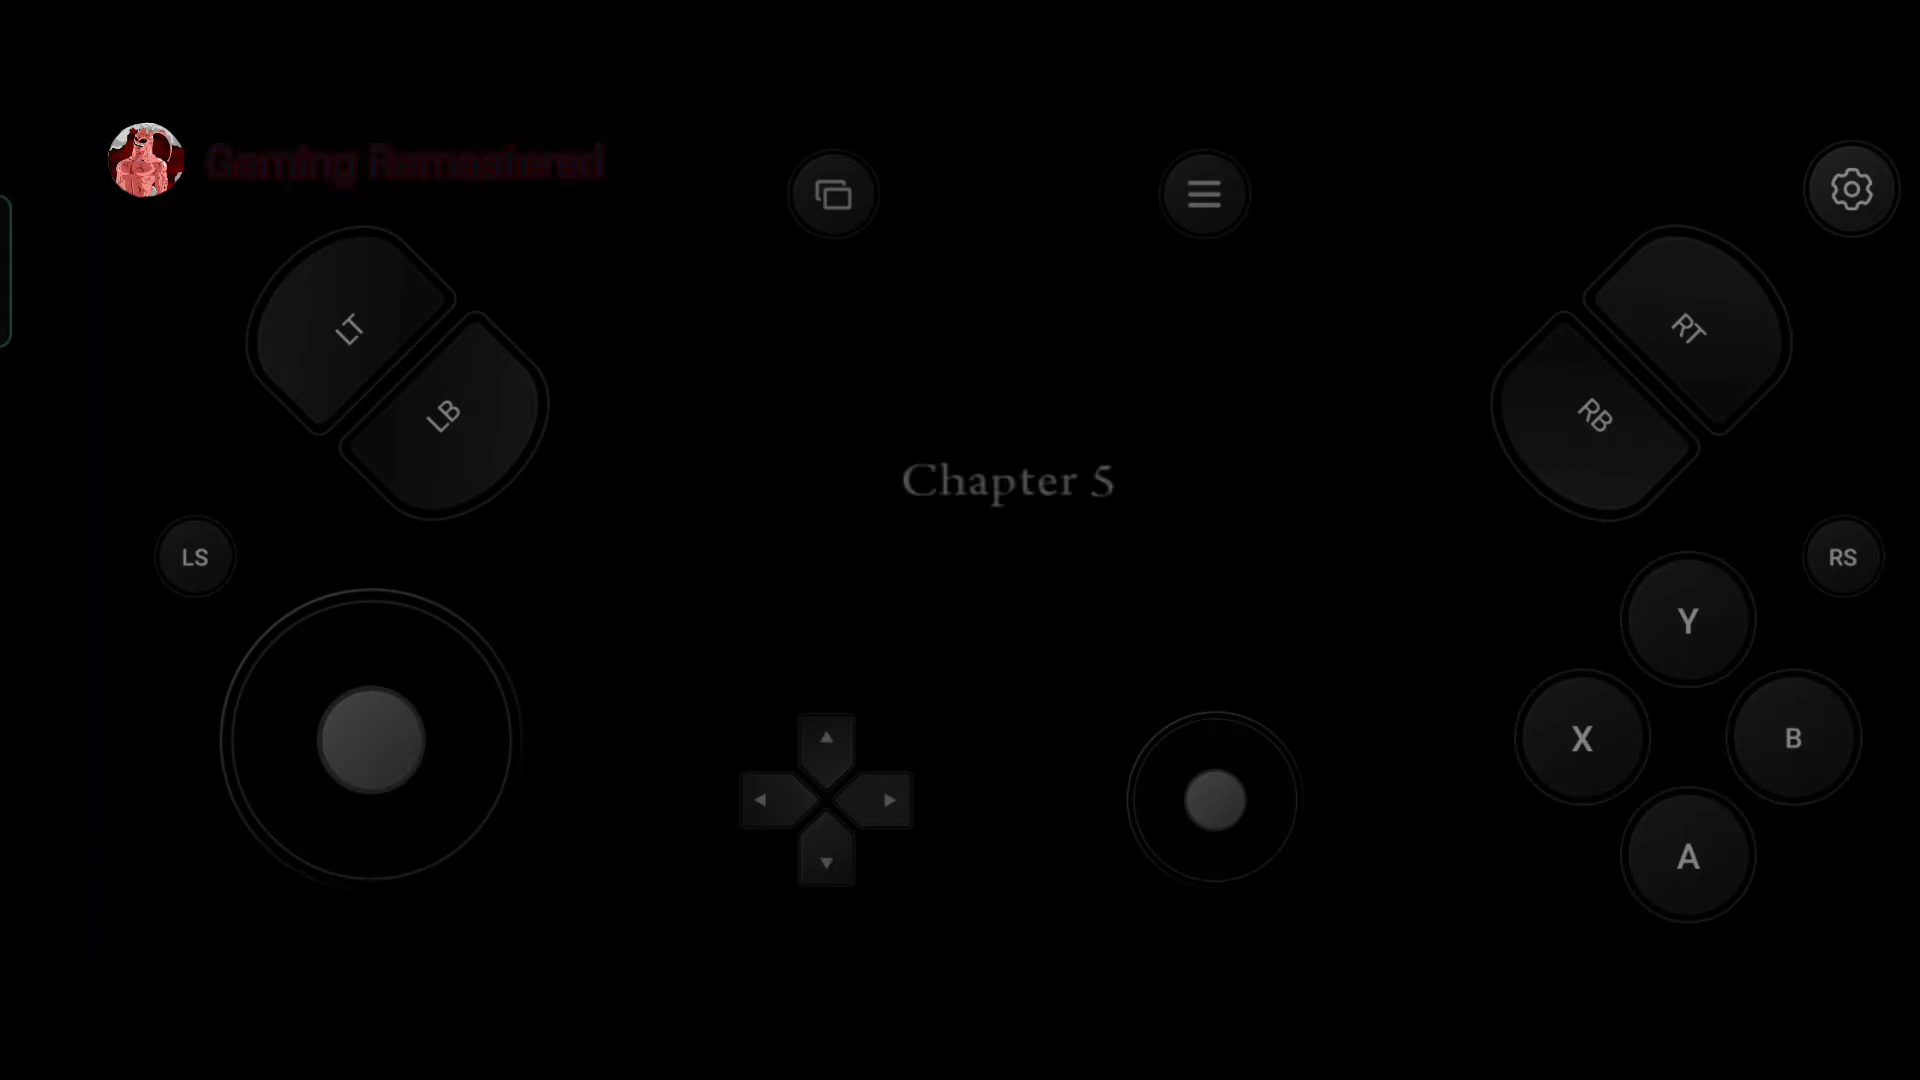 Gaming Remastered
LT
RT
LB
RB
Chapter 5
LS
RS
Y
X
B
A